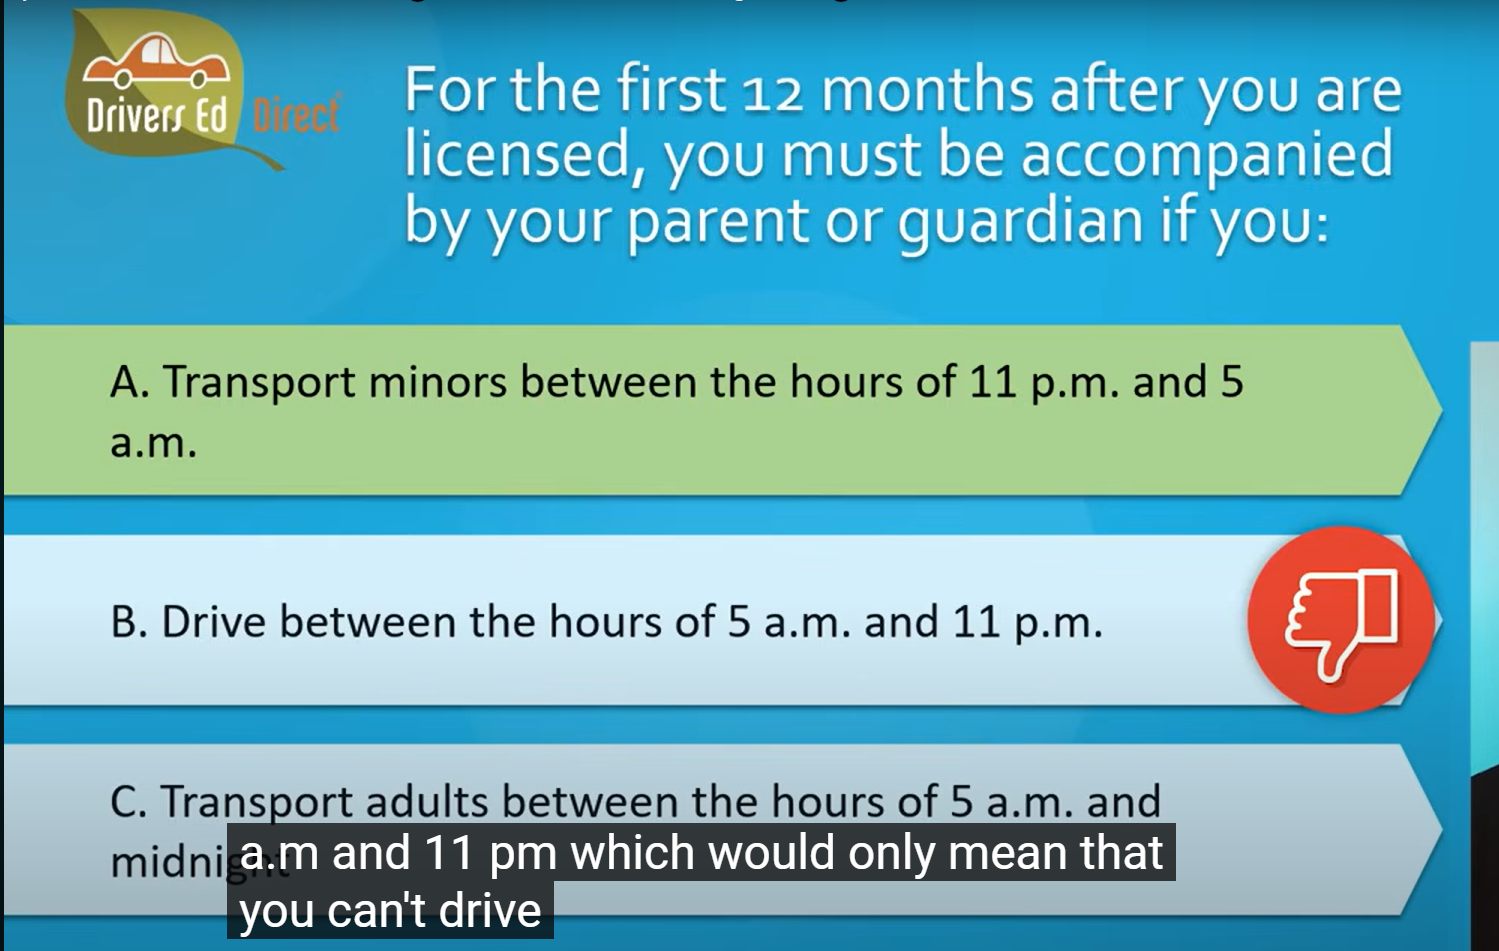 Drivers Ed Direct
For the first 12 months after you are
licensed, you must be accompanied
by your parent or guardian if you:
A. Transport minors between the hours of 11 p.m. and 5
a.m.
B. Drive between the hours of 5 a.m. and 11 p.m.
C. Transport adults between the hours of 5 a.m. and
midnight
a.m and 11 pm which would only mean that
you can't drive